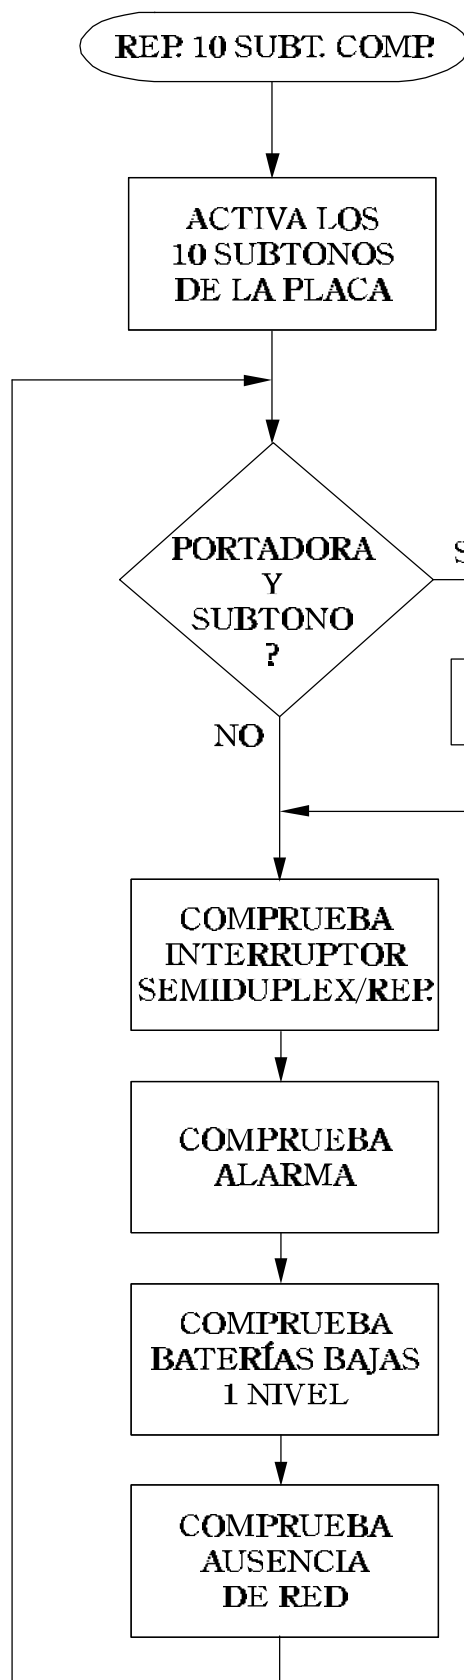 REP. 10 SUBT. COMP.
ACTIVA LOS
10 SUBTONOS
DE LA PLACA
PORTADORA
Y
SUBTONO
?
S
NO
COMPRUEBA
INTERRUPTOR
SEMIDUPLEX/REP.
COMPRUEBA
ALARMA
COMPRUEBA
BATERÍAS BAJAS
1 NIVEL
COMPRUEBA
AUSENCIA
DE RED